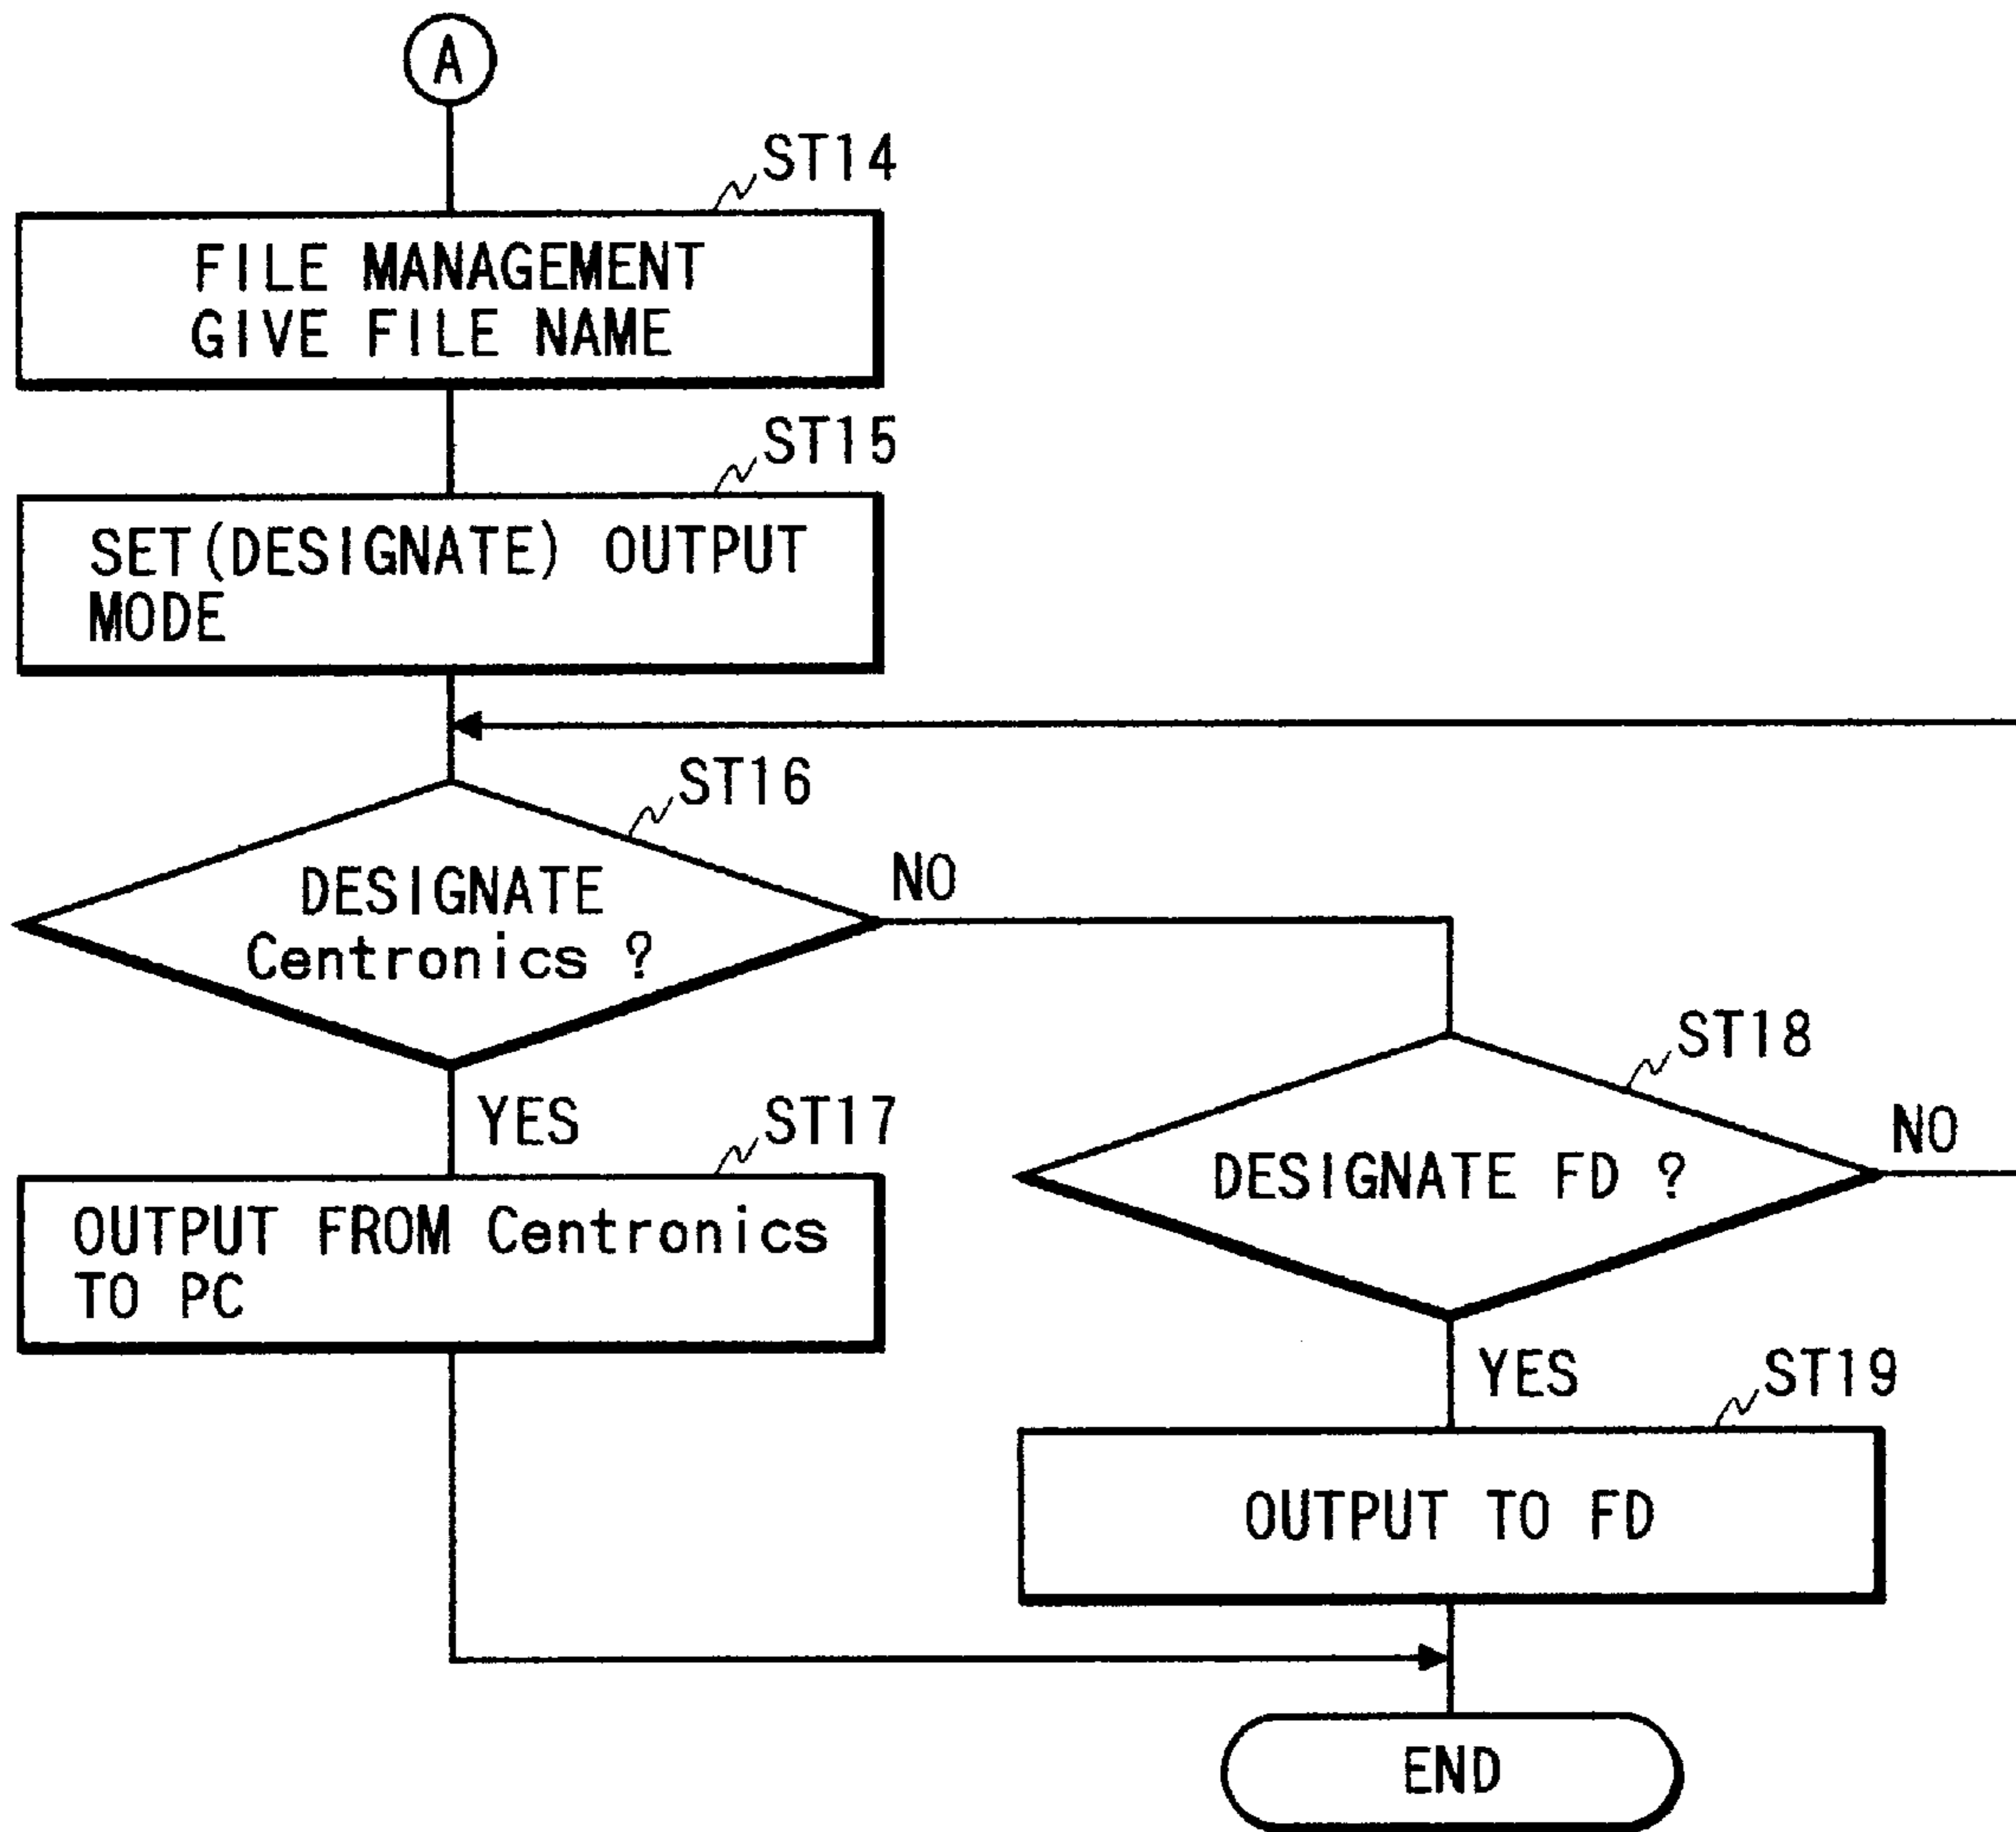 A
ST14
FILE MANAGEMENT
GIVE FILE NAME
ST15
SET(DESIGNATE) OUTPUT
MODE
ST16
DESIGNATE
Centronics ?
NO
YES
ST17
OUTPUT FROM Centronics
TO PC
ST18
DESIGNATE FD ?
NO
YES
ST19
OUTPUT TO FD
END